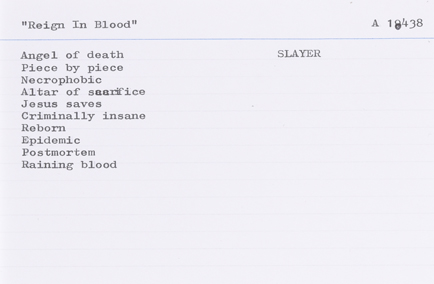 "Reign In Blood" A 18438
Angel of death SLAYER
Piece by piece
Necrophobic
Altar of sacrifice
Jesus saves
Criminally insane
Reborn
Epidemic
Postmortem
Raining blood